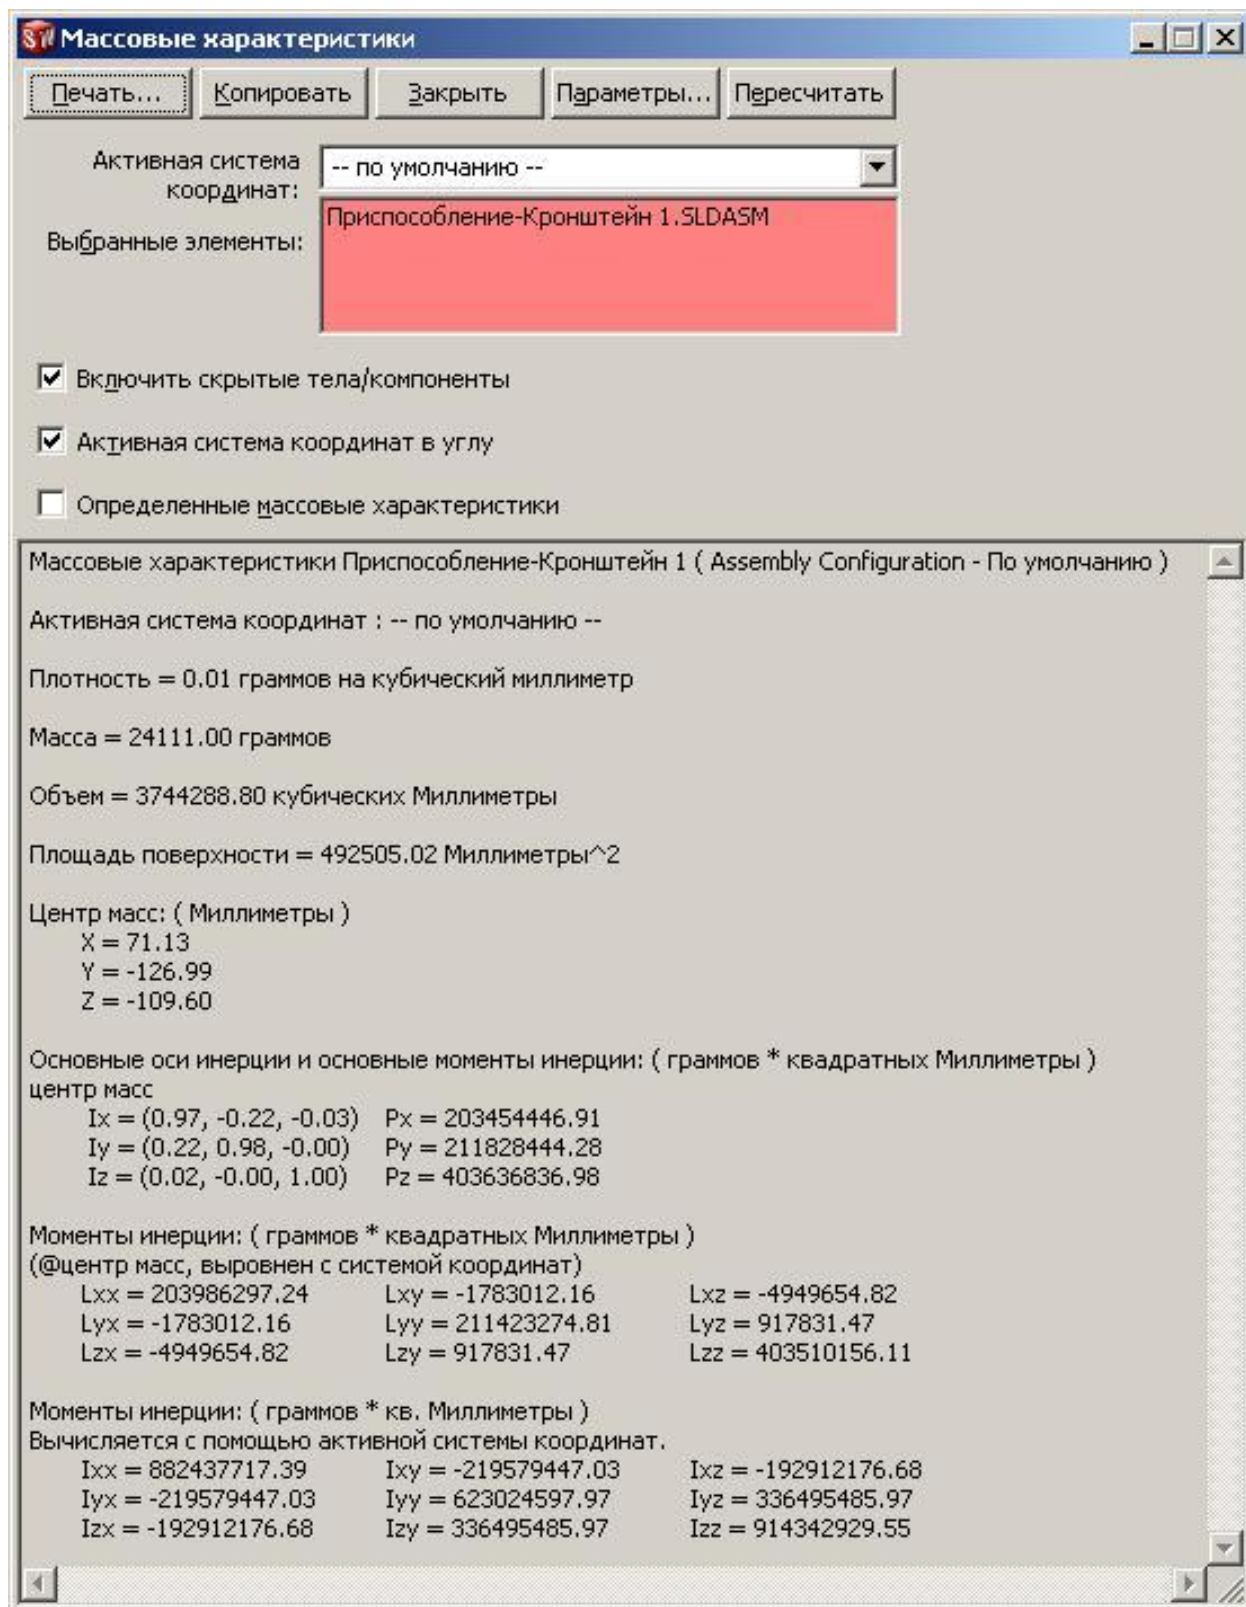 SW Массовые характеристики
Печать... Копировать Закрыть Параметры... Пересчитать
Активная система координат:
-- по умолчанию --
Выбранные элементы:
Приспособление-Кронштейн 1.SLDASM
Включить скрытые тела/компоненты
Активная система координат в углу
Определенные массовые характеристики
Массовые характеристики Приспособление-Кронштейн 1 ( Assembly Configuration - По умолчанию )
Активная система координат : -- по умолчанию --
Плотность = 0.01 граммов на кубический миллиметр
Масса = 24111.00 граммов
Объем = 3744288.80 кубических Миллиметры
Площадь поверхности = 492505.02 Миллиметры^2
Центр масс: ( Миллиметры )
X = 71.13
Y = -126.99
Z = -109.60
Основные оси инерции и основные моменты инерции: ( граммов * квадратных Миллиметры )
центр масс
Ix = (0.97, -0.22, -0.03) Px = 203454446.91
Iy = (0.22, 0.98, -0.00) Py = 211828444.28
Iz = (0.02, -0.00, 1.00) Pz = 403636836.98
Моменты инерции: ( граммов * квадратных Миллиметры )
(@центр масс, выровнен с системой координат)
Lxx = 203986297.24 Lxy = -1783012.16 Lxz = -4949654.82
Lyx = -1783012.16 Lyy = 211423274.81 Lyz = 917831.47
Lzx = -4949654.82 Lzy = 917831.47 Lzz = 403510156.11
Моменты инерции: ( граммов * кв. Миллиметры )
Вычисляется с помощью активной системы координат.
Ixx = 882437717.39 Ixy = -219579447.03 Ixz = -192912176.68
Iyx = -219579447.03 Iyy = 623024597.97 Iyz = 336495485.97
Izx = -192912176.68 Izy = 336495485.97 Izz = 914342929.55